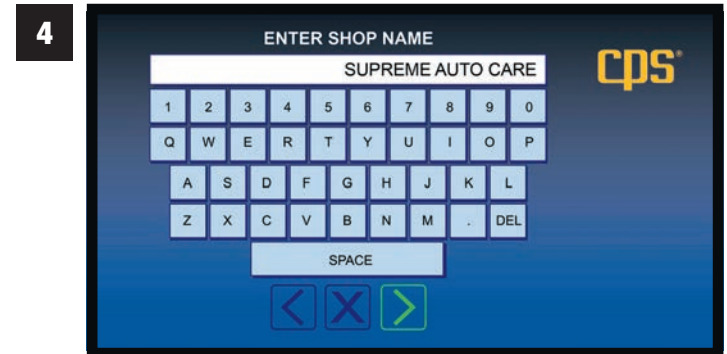 4
ENTER SHOP NAME
cps®
SUPREME AUTO CARE
1 2 3 4 5 6 7 8 9 0
Q W E R T Y U I O P
A S D F G H J K L
Z X C V B N M . DEL
SPACE
< X >